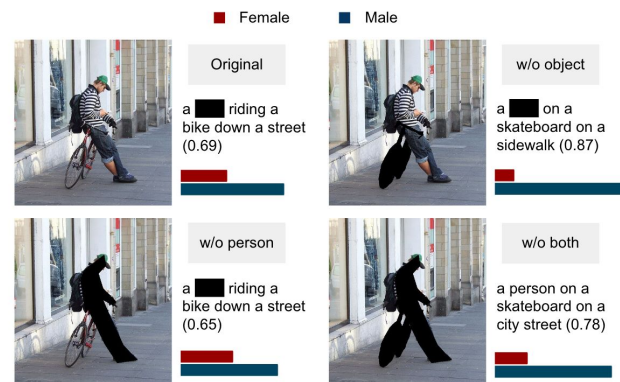 Female Male
Original
a riding a
bike down a street
(0.69)
w/o object
a on a
skateboard on a
sidewalk (0.87)
w/o person
a riding a
bike down a street
(0.65)
w/o both
a person on a
skateboard on a
city street (0.78)